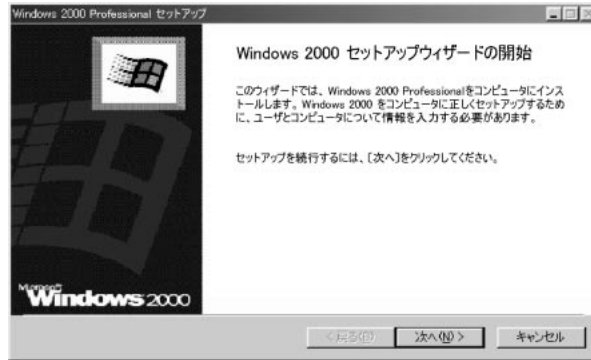 Windows 2000 Professional セットアップ
Windows 2000 セットアップウィザードの開始
このウィザードでは、Windows 2000 Professionalをコンピュータにインス
トールします。Windows 2000 をコンピュータに正しくセットアップするため
に、ユーザとコンピュータについて情報を入力する必要があります。
セットアップを続行するには、[次へ]をクリックしてください。
Microsoft
Windows 2000
< 戻る(B)
次へ(N) >
キャンセル